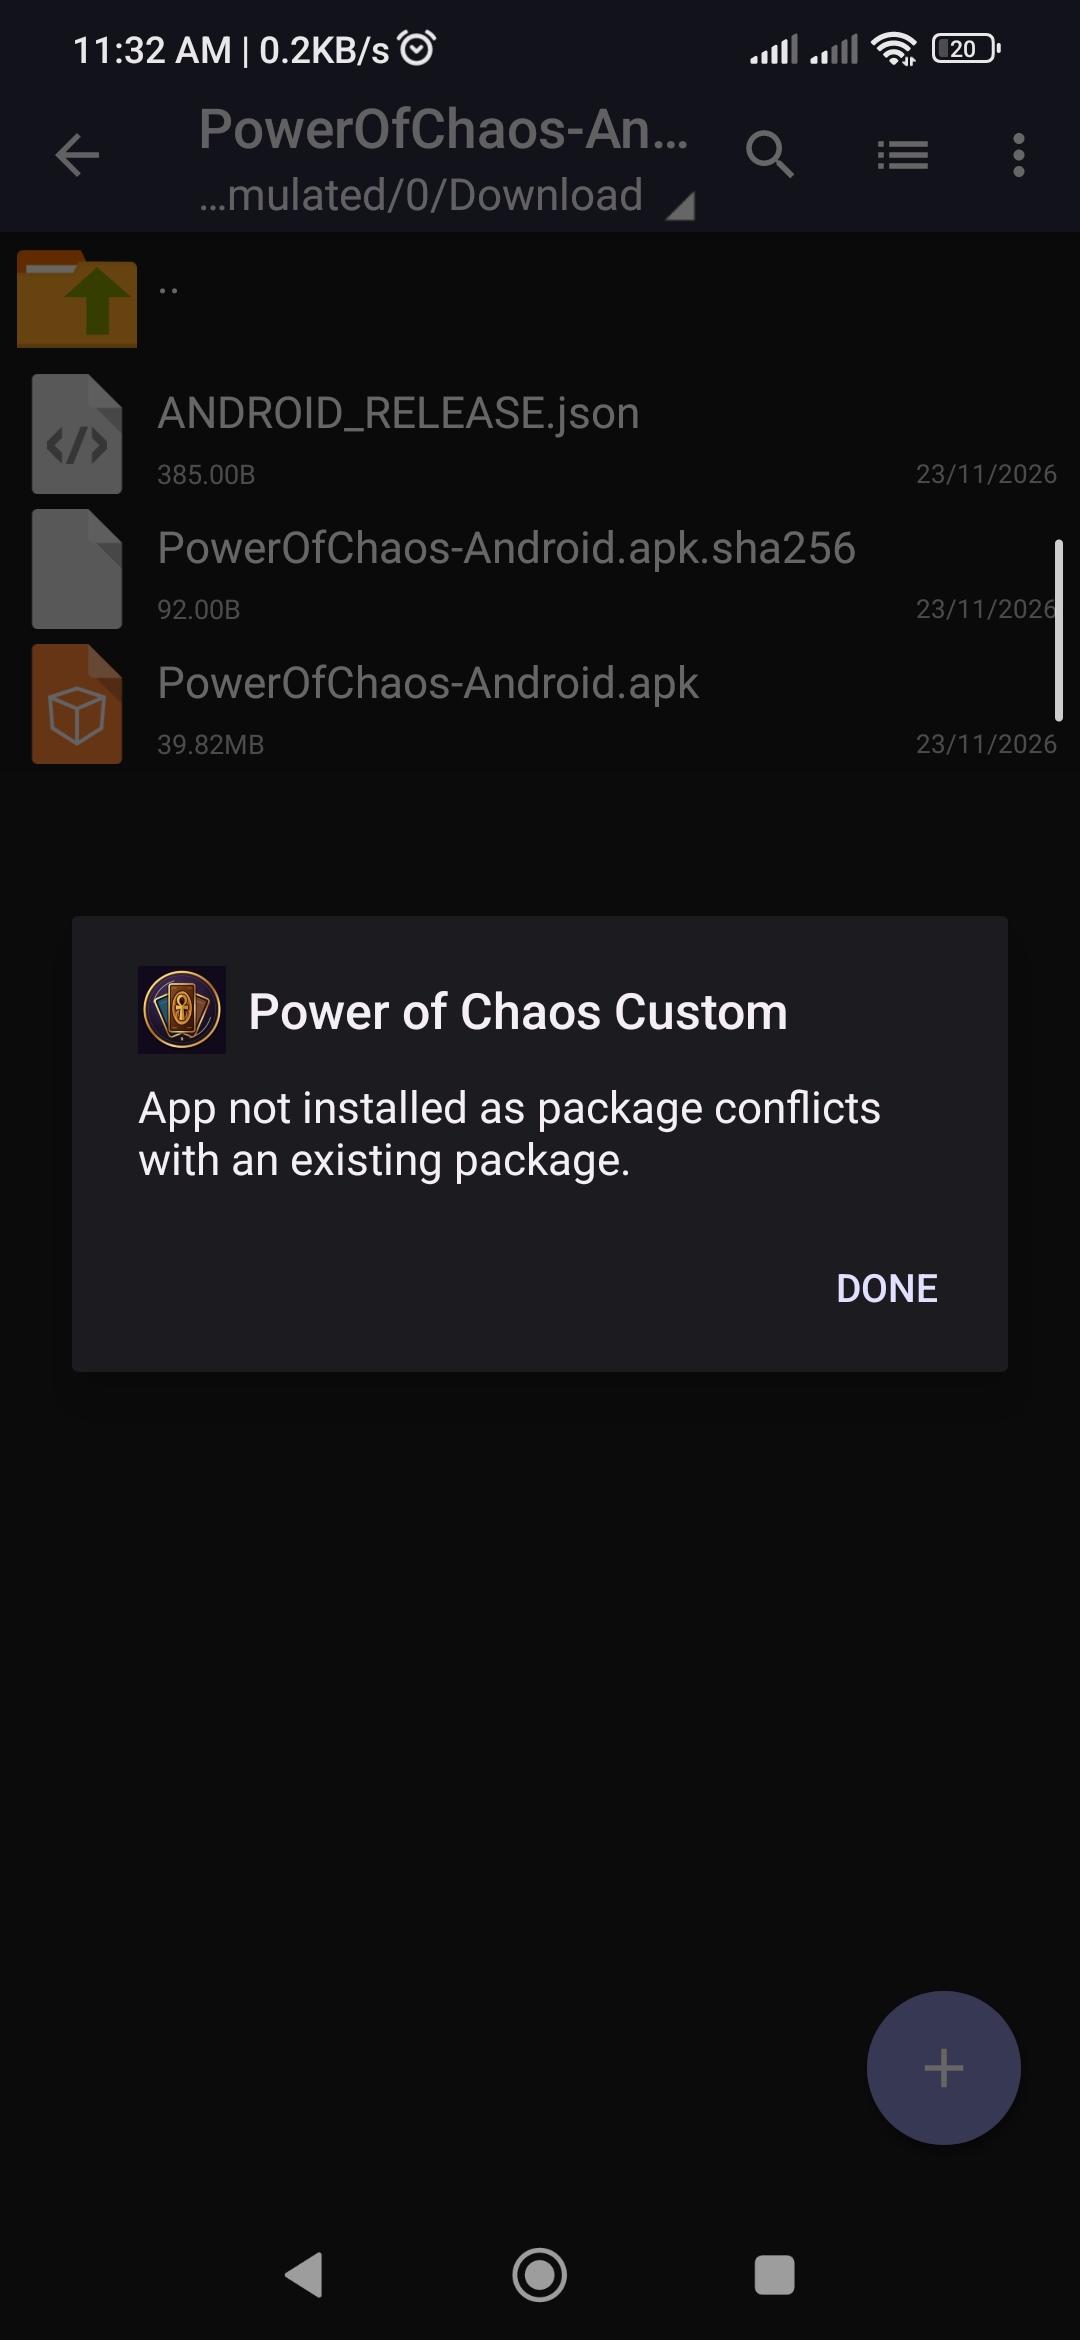 11:32 AM | 0.2KB/s
20
PowerOfChaos-An...
...mulated/0/Download
..
ANDROID_RELEASE.json
385.00B 23/11/2026
PowerOfChaos-Android.apk.sha256
92.00B 23/11/2026
PowerOfChaos-Android.apk
39.82MB 23/11/2026
Power of Chaos Custom
App not installed as package conflicts
with an existing package.
DONE